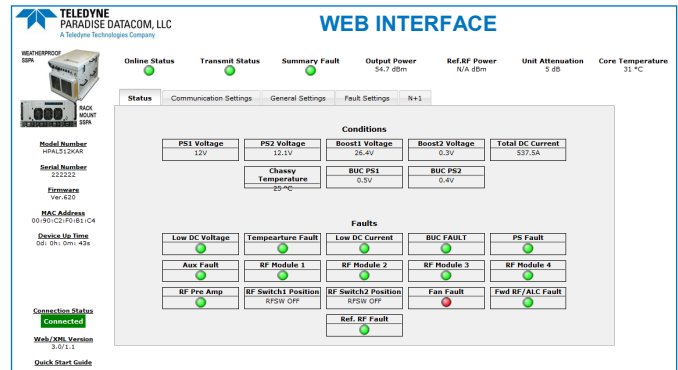 TELEDYNE
PARADISE DATACOM, LLC
A Teledyne Technologies Company
WEB INTERFACE
WEATHERPROOF
SSPA
RACK
MOUNT
SSPA
Online Status Transmit Status Summary Fault Output Power Ref.RF Power Unit Attenuation Core Temperature
54.7 dBm N/A dBm 5 dB 31 °C
Status Communication Settings General Settings Fault Settings N+1
Model Number
HPAL512KAR
Serial Number
222222
Firmware
Ver.620
MAC Address
00:90:C2:F0:B1:C4
Device Up Time
0d: 0h: 0m: 43s
Connection Status
Connected
Web/XML Version
3.0/1.1
Quick Start Guide
Conditions
PS1 Voltage PS2 Voltage Boost1 Voltage Boost2 Voltage Total DC Current
12V 12.1V 26.4V 0.3V 537.5A
Chassy
Temperature BUC PS1 BUC PS2
25 °C 0.5V 0.4V
Faults
Low DC Voltage Tempearture Fault Low DC Current BUC FAULT PS Fault
Aux Fault RF Module 1 RF Module 2 RF Module 3 RF Module 4
RF Pre Amp RF Switch1 Position RF Switch2 Position Fan Fault Fwd RF/ALC Fault
RFSW OFF RFSW OFF
Ref. RF Fault